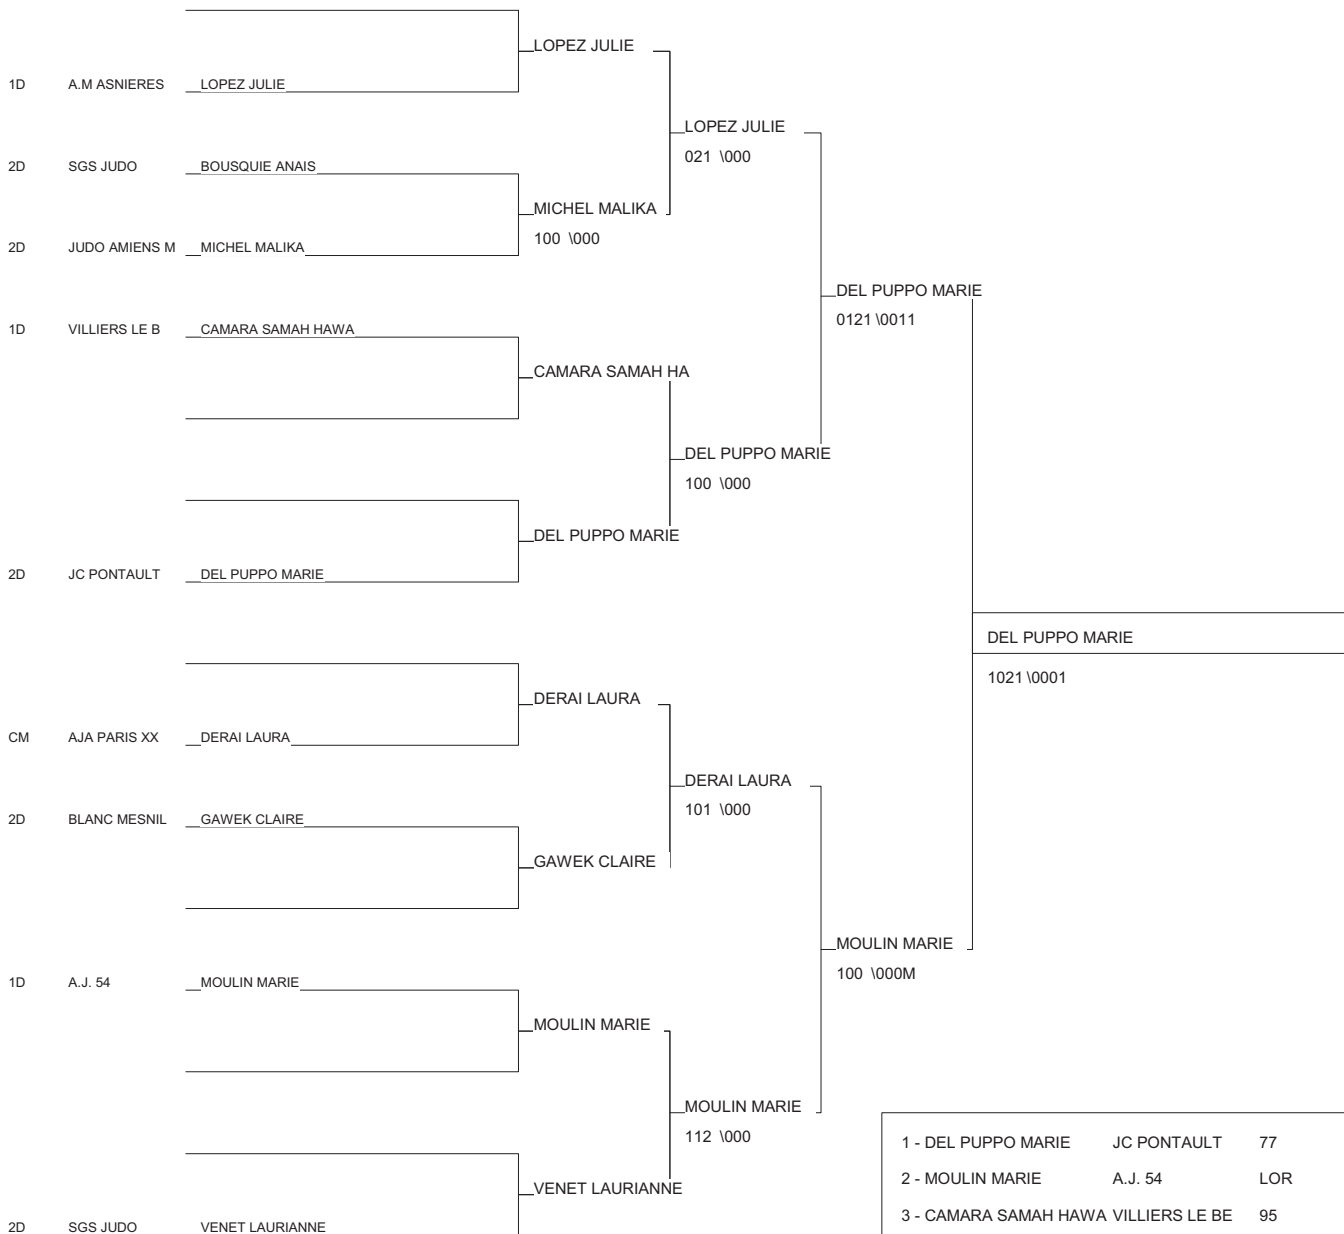 LOPEZ JULIE
1D A.M ASNIERES LOPEZ JULIE
LOPEZ JULIE
021 \000
2D SGS JUDO BOUSQUIE ANAIS
MICHEL MALIKA
100 \000
2D JUDO AMIENS M MICHEL MALIKA
DEL PUPPO MARIE
0121 \0011
1D VILLIERS LE B CAMARA SAMAH HAWA
CAMARA SAMAH HA
DEL PUPPO MARIE
100 \000
DEL PUPPO MARIE
2D JC PONTAULT DEL PUPPO MARIE
DEL PUPPO MARIE
1021 \0001
DERAI LAURA
CM AJA PARIS XX DERAI LAURA
DERAI LAURA
101 \000
2D BLANC MESNIL GAWEK CLAIRE
GAWEK CLAIRE
MOULIN MARIE
100 \000M
1D A.J. 54 MOULIN MARIE
MOULIN MARIE
MOULIN MARIE
112 \000
VENET LAURIANNE
2D SGS JUDO VENET LAURIANNE
1 - DEL PUPPO MARIE JC PONTAULT 77
2 - MOULIN MARIE A.J. 54 LOR
3 - CAMARA SAMAH HAWA VILLIERS LE BE 95